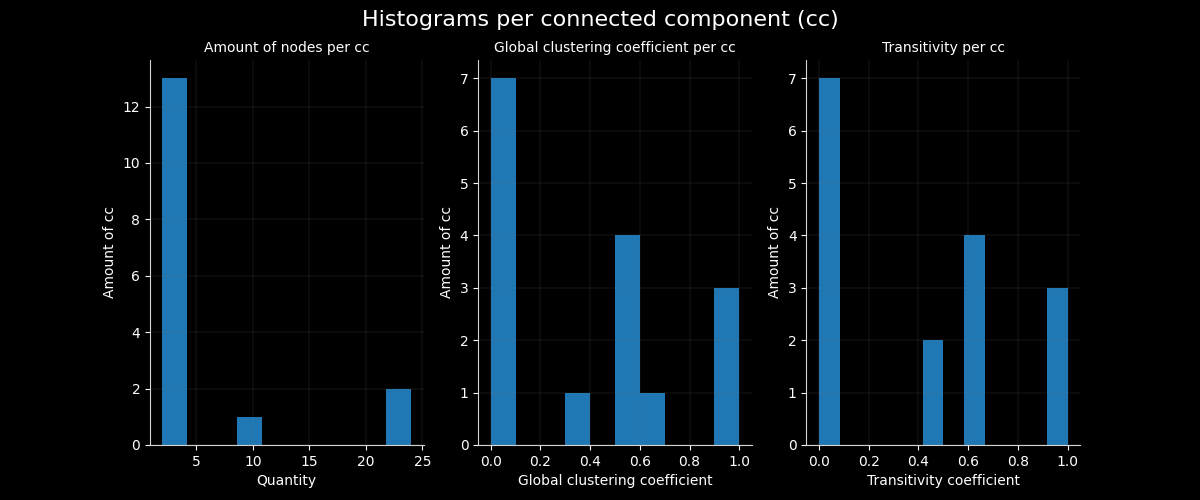 Histograms per connected component (cc)
Amount of nodes per cc
Amount of cc
12
10
8
6
4
2
0
5 10 15 20 25
Quantity
Global clustering coefficient per cc
Amount of cc
7
6
5
4
3
2
1
0
0.0 0.2 0.4 0.6 0.8 1.0
Global clustering coefficient
Transitivity per cc
Amount of cc
7
6
5
4
3
2
1
0
0.0 0.2 0.4 0.6 0.8 1.0
Transitivity coefficient